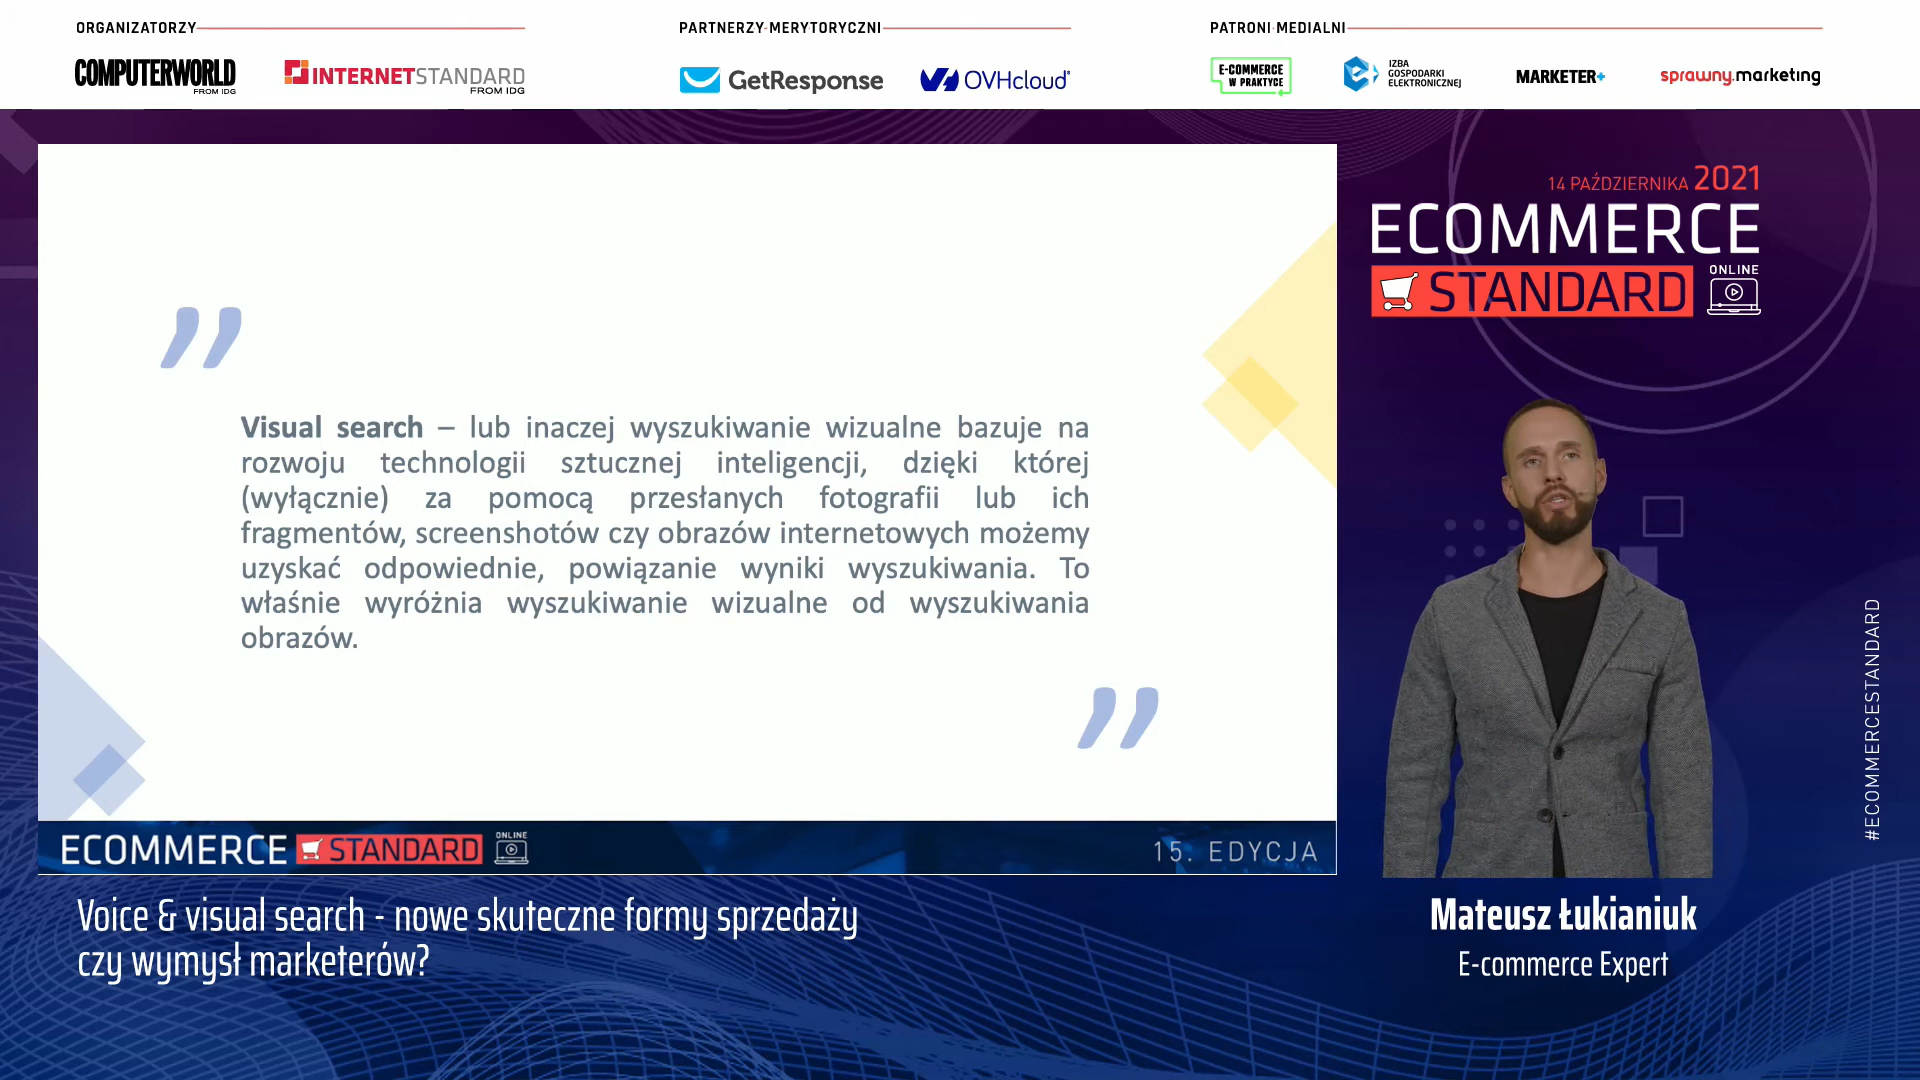 ORGANIZATORZY
COMPUTERWORLD
FROM IDG
INTERNETSTANDARD
FROM IDG
PARTNERZY MERYTORYCZNI
GetResponse
OVHcloud
PATRONI MEDIALNI
E-COMMERCE
W PRAKTYCE
IZBA
GOSPODARKI
ELEKTRONICZNEJ
MARKETER+
sprawny.marketing
14 PAŹDZIERNIKA 2021
ECOMMERCE
STANDARD
ONLINE
Visual search – lub inaczej wyszukiwanie wizualne bazuje na
rozwoju technologii sztucznej inteligencji, dzięki której
(wyłącznie) za pomocą przesłanych fotografii lub ich
fragmentów, screenshotów czy obrazów internetowych możemy
uzyskać odpowiednie, powiązanie wyniki wyszukiwania. To
właśnie wyróżnia wyszukiwanie wizualne od wyszukiwania
obrazów.
ECOMMERCE STANDARD ONLINE
15. EDYCJA
Voice & visual search - nowe skuteczne formy sprzedaży
czy wymysł marketerów?
Mateusz Łukianiuk
E-commerce Expert
#ECOMMERCESTANDARD